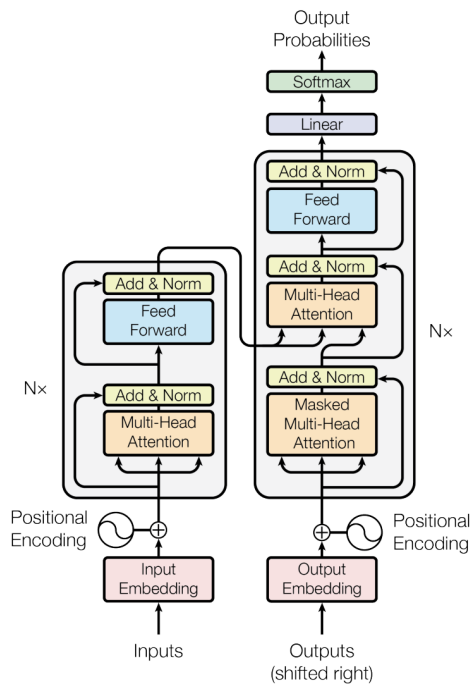 Output
Probabilities
Softmax
Linear
Add & Norm
Feed
Forward
Add & Norm
Multi-Head
Attention
Add & Norm
Masked
Multi-Head
Attention
N×
Add & Norm
Feed
Forward
Add & Norm
Multi-Head
Attention
N×
Positional
Encoding
Input
Embedding
Inputs
Positional
Encoding
Output
Embedding
Outputs
(shifted right)